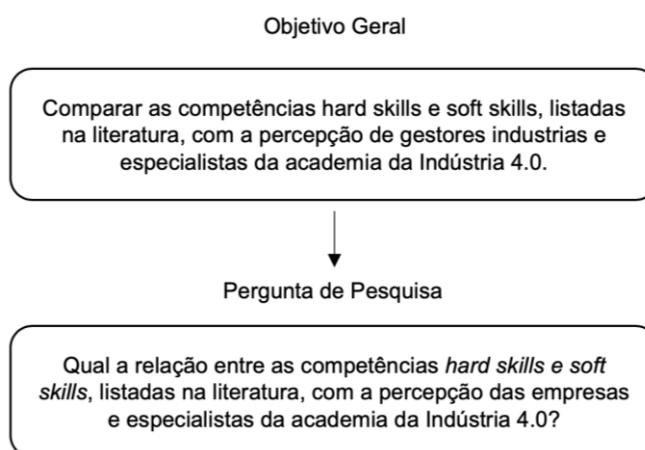 Objetivo Geral
Comparar as competências hard skills e soft skills, listadas
na literatura, com a percepção de gestores industrias e
especialistas da academia da Indústria 4.0.
Pergunta de Pesquisa
Qual a relação entre as competências hard skills e soft
skills, listadas na literatura, com a percepção das empresas
e especialistas da academia da Indústria 4.0?